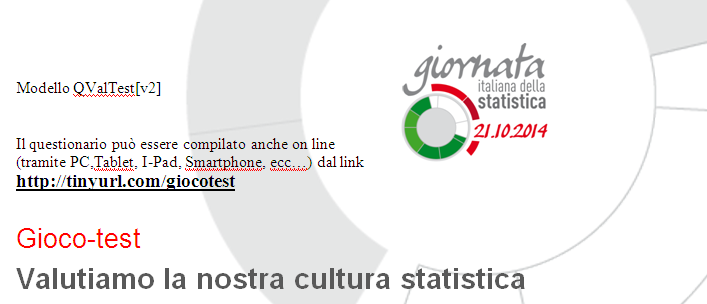 giornata
italiana della
statistica
21.10.2014
Modello QValTest[v2]
Il questionario può essere compilato anche on line
(tramite PC,Tablet, I-Pad, Smartphone, ecc…) dal link
http://tinyurl.com/giocotest
Gioco-test
Valutiamo la nostra cultura statistica